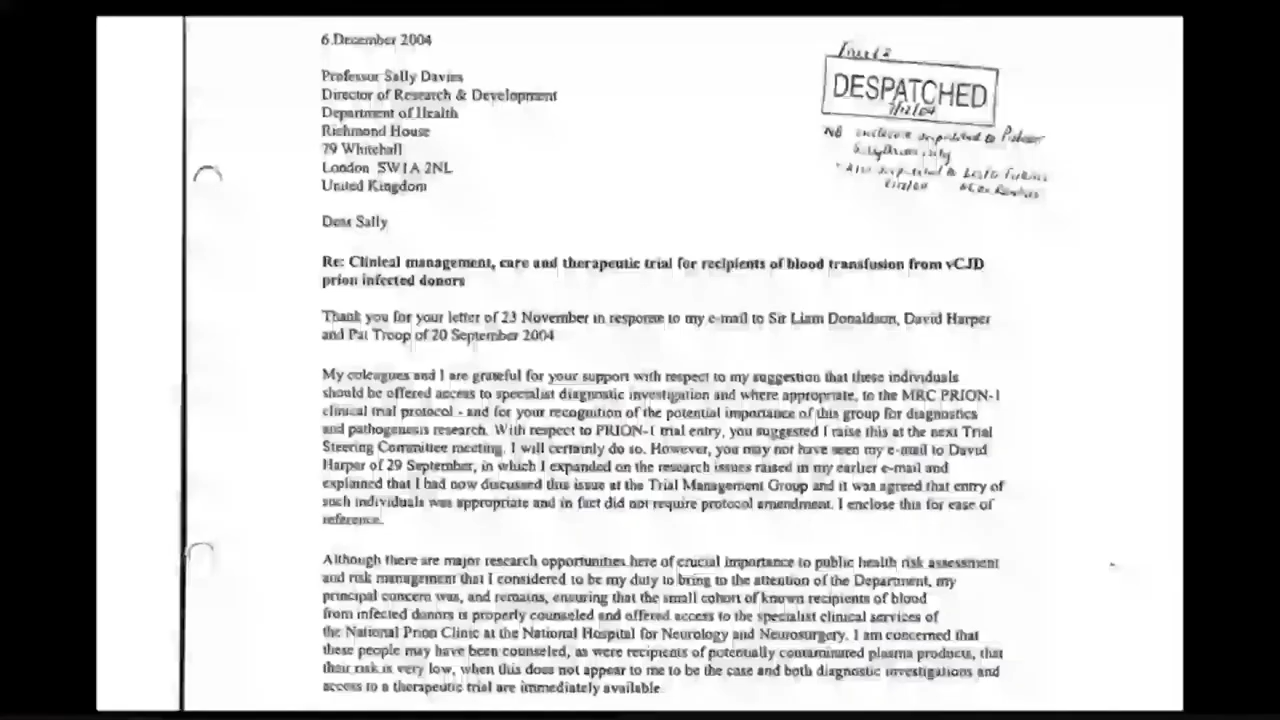 6 December 2004
Professor Sally Davies
Director of Research & Development
Department of Health
Richmond House
79 Whitehall
London SW1A 2NL
United Kingdom
DESPATCHED
7/12/04
NB enclosure
Dear Sally
Re: Clinical management, care and therapeutic trial for recipients of blood transfusion from vCJD
prion infected donors
Thank you for your letter of 23 November in response to my e-mail to Sir Liam Donaldson, David Harper
and Pat Troop of 20 September 2004
My colleagues and I are grateful for your support with respect to my suggestion that these individuals
should be offered access to specialist diagnostic investigation and where appropriate, to the MRC PRION-1
clinical trial protocol - and for your recognition of the potential importance of this group for diagnostics
and pathogenesis research. With respect to PRION-1 trial entry, you suggested I raise this at the next Trial
Steering Committee meeting. I will certainly do so. However, you may not have seen my e-mail to David
Harper of 29 September, in which I expanded on the research issues raised in my earlier e-mail and
explained that I had now discussed this issue at the Trial Management Group and it was agreed that entry of
such individuals was appropriate and in fact did not require protocol amendment. I enclose this for ease of
reference.
Although there are major research opportunities here of crucial importance to public health risk assessment
and risk management that I considered to be my duty to bring to the attention of the Department, my
principal concern was, and remains, ensuring that the small cohort of known recipients of blood
from infected donors is properly counseled and offered access to the specialist clinical services of
the National Prion Clinic at the National Hospital for Neurology and Neurosurgery. I am concerned that
these people may have been counseled, as were recipients of potentially contaminated plasma products, that
their risk is very low, when this does not appear to me to be the case and both diagnostic investigations and
access to a therapeutic trial are immediately available